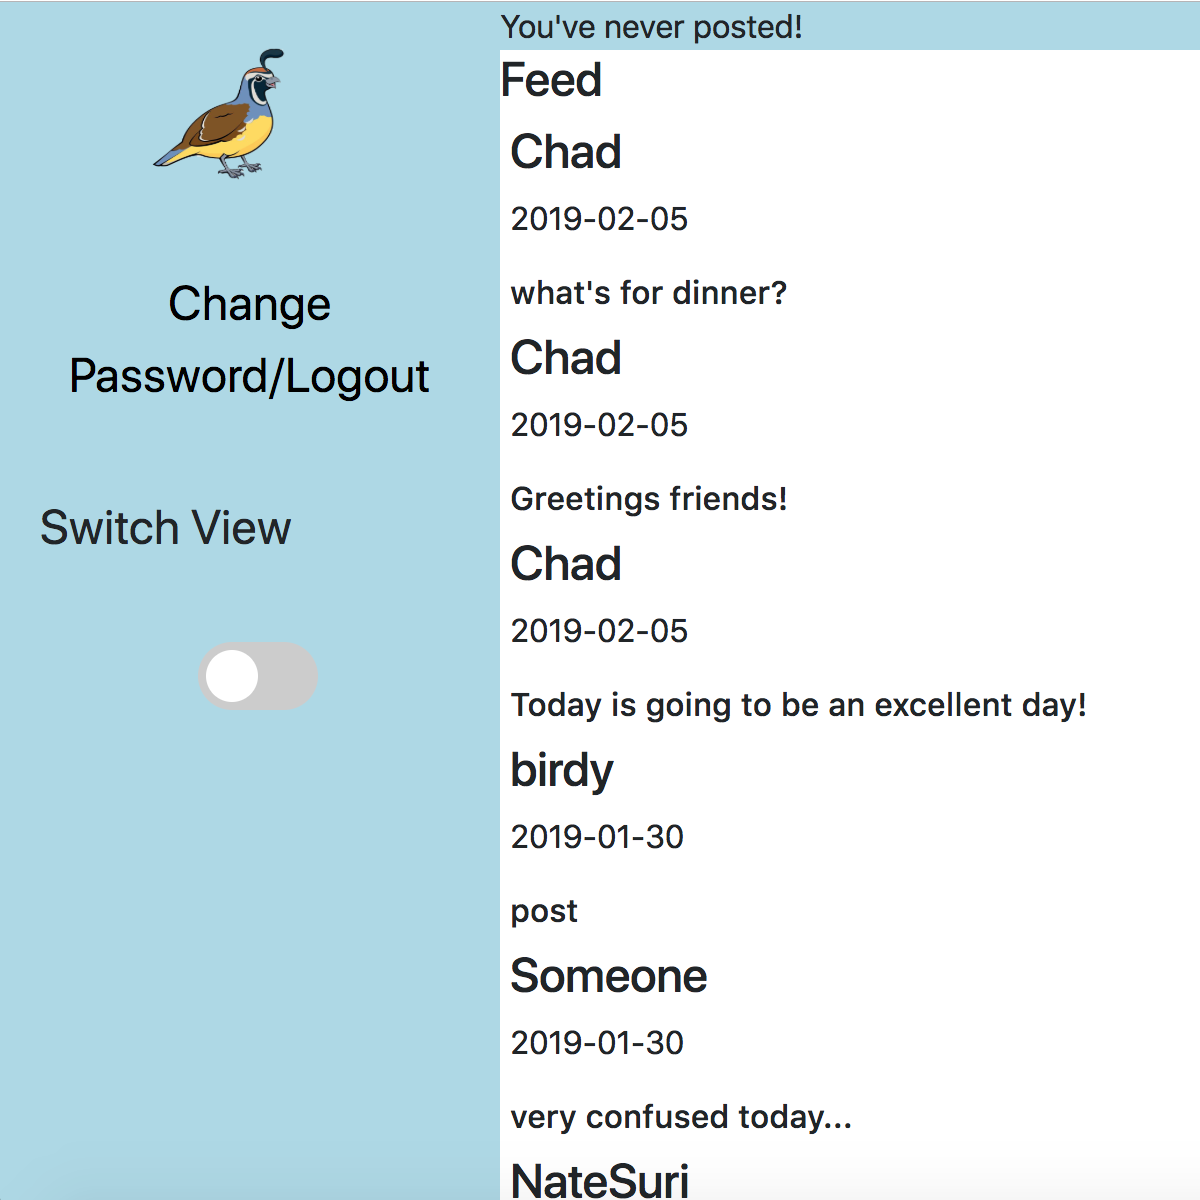 You've never posted!
Change
Password/Logout
Switch View
Feed
Chad
2019-02-05
what's for dinner?
Chad
2019-02-05
Greetings friends!
Chad
2019-02-05
Today is going to be an excellent day!
birdy
2019-01-30
post
Someone
2019-01-30
very confused today...
NateSuri